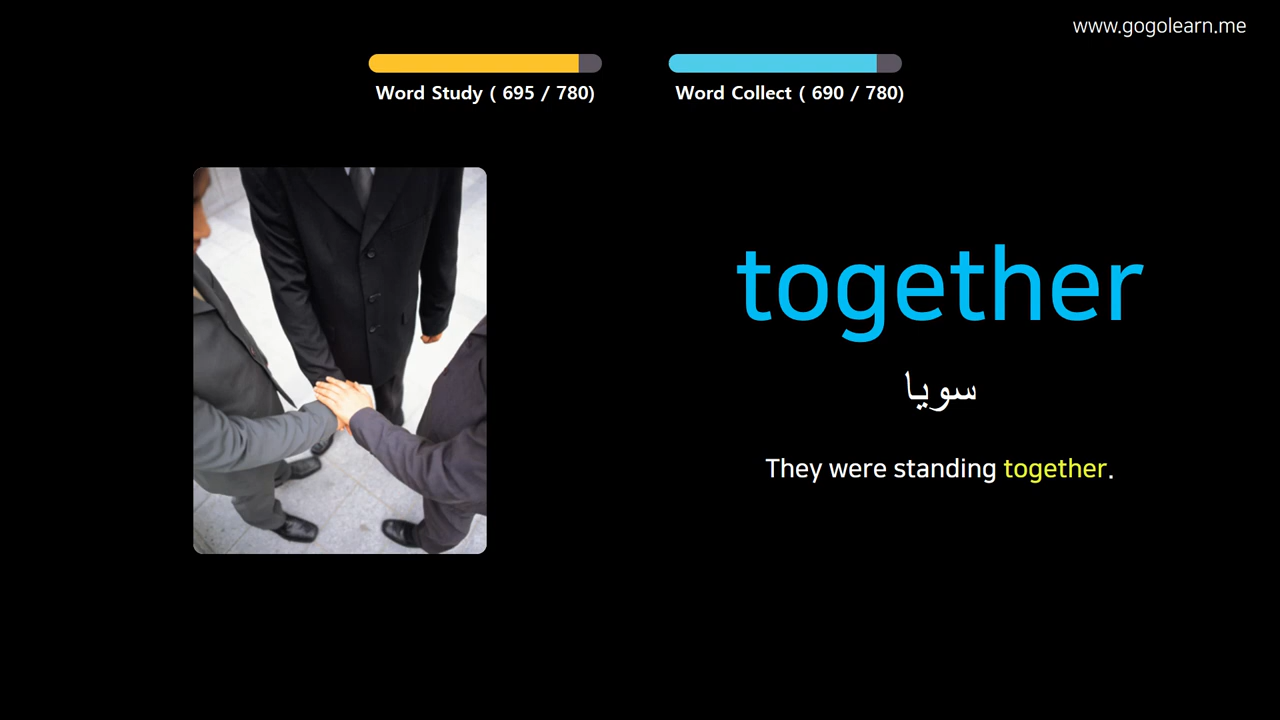 www.gogolearn.me
Word Study ( 695 / 780)
Word Collect ( 690 / 780)
together
سويا
They were standing together.